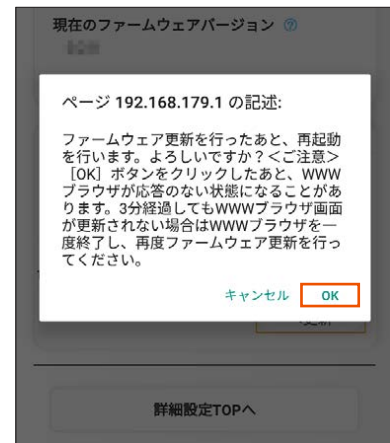 現在のファームウェアバージョン ?
ページ 192.168.179.1 の記述:
ファームウェア更新を行ったあと、再起動
を行います。よろしいですか？＜ご注意＞
［OK］ボタンをクリックしたあと、WWW
ブラウザが応答のない状態になることがあ
ります。3分経過してもWWWブラウザ画面
が更新されない場合はWWWブラウザを一
度終了し、再度ファームウェア更新を行っ
てください。
キャンセル OK
詳細設定TOPへ